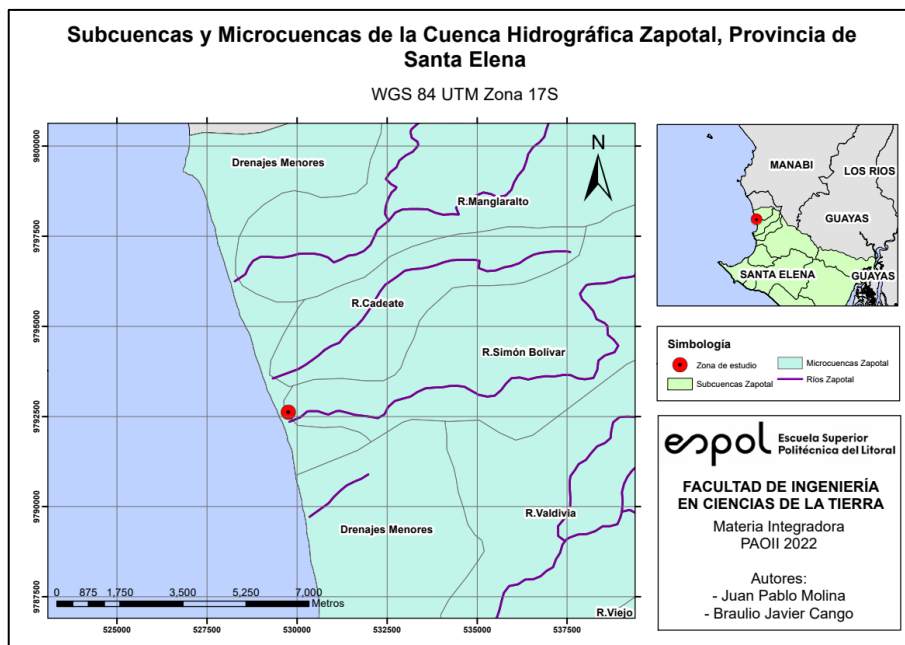 Subcuencas y Microcuencas de la Cuenca Hidrográfica Zapotal, Provincia de
Santa Elena
WGS 84 UTM Zona 17S
9800000
9797500
9795000
9792500
9790000
9787500
Drenajes Menores
N
R.Manglaralto
R.Cadeate
R.Simón Bolívar
R.Valdivia
Drenajes Menores
R.Viejo
0 875 1,750 3,500 5,250 7,000
Metros
525000 527500 530000 532500 535000 537500
MANABI
LOS RIOS
GUAYAS
SANTA ELENA
GUAYAS
Simbología
Zona de estudio
Subcuencas Zapotal
Microcuencas Zapotal
Ríos Zapotal
espol
Escuela Superior
Politécnica del Litoral
FACULTAD DE INGENIERÍA
EN CIENCIAS DE LA TIERRA
Materia Integradora
PAOII 2022
Autores:
- Juan Pablo Molina
- Braulio Javier Cango